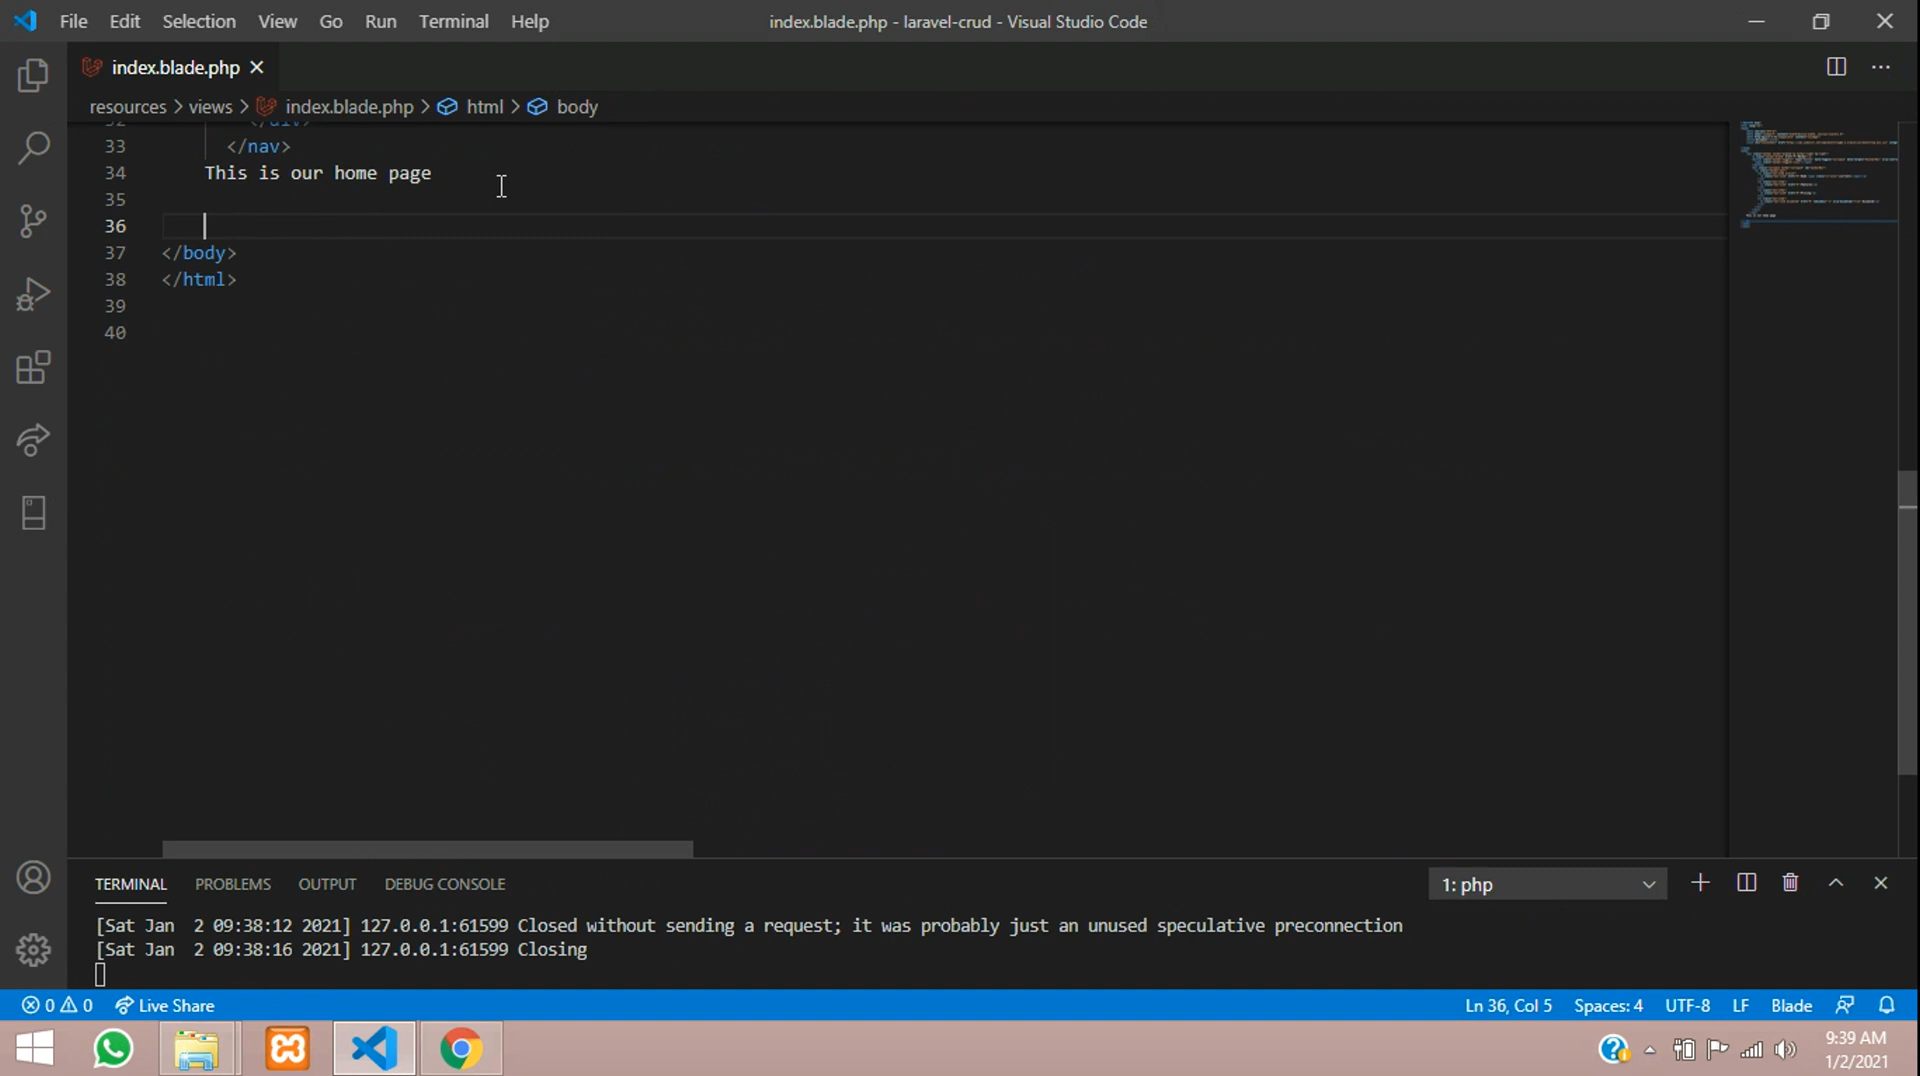 File Edit Selection View Go Run Terminal Help index.blade.php - laravel-crud - Visual Studio Code
index.blade.php
resources > views > index.blade.php > html > body
32 </div>
33 </nav>
34 This is our home page
35
36
37 </body>
38 </html>
39
40
TERMINAL PROBLEMS OUTPUT DEBUG CONSOLE 1: php
[Sat Jan  2 09:38:12 2021] 127.0.0.1:61599 Closed without sending a request; it was probably just an unused speculative preconnection
[Sat Jan  2 09:38:16 2021] 127.0.0.1:61599 Closing
0 0 Live Share Ln 36, Col 5 Spaces: 4 UTF-8 LF Blade
9:39 AM
1/2/2021